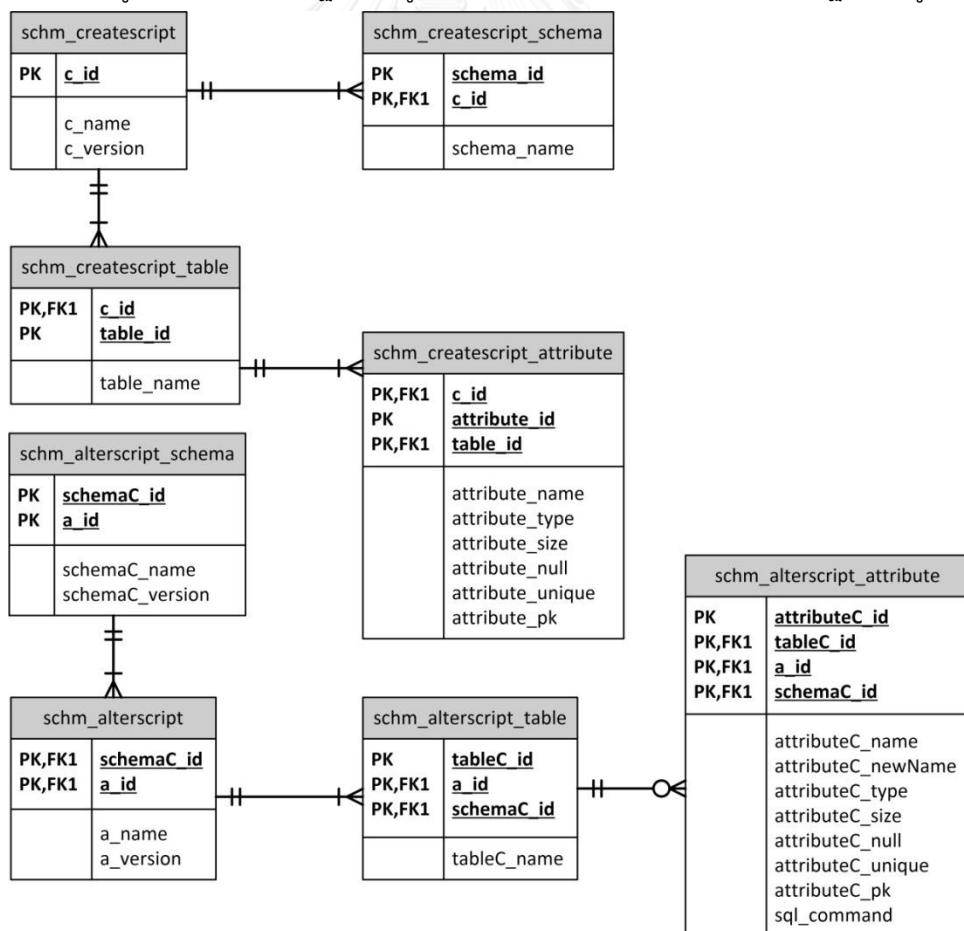 schm_createscript
PK c_id
c_name
c_version
schm_createscript_schema
PK schema_id
PK,FK1 c_id
schema_name
schm_createscript_table
PK,FK1 c_id
PK table_id
table_name
schm_createscript_attribute
PK,FK1 c_id
PK attribute_id
PK,FK1 table_id
attribute_name
attribute_type
attribute_size
attribute_null
attribute_unique
attribute_pk
schm_alterscript_schema
PK schemaC_id
PK a_id
schemaC_name
schemaC_version
schm_alterscript
PK,FK1 schemaC_id
PK,FK1 a_id
a_name
a_version
schm_alterscript_table
PK tableC_id
PK,FK1 a_id
PK,FK1 schemaC_id
tableC_name
schm_alterscript_attribute
PK attributeC_id
PK,FK1 tableC_id
PK,FK1 a_id
PK,FK1 schemaC_id
attributeC_name
attributeC_newName
attributeC_type
attributeC_size
attributeC_null
attributeC_unique
attributeC_pk
sql_command